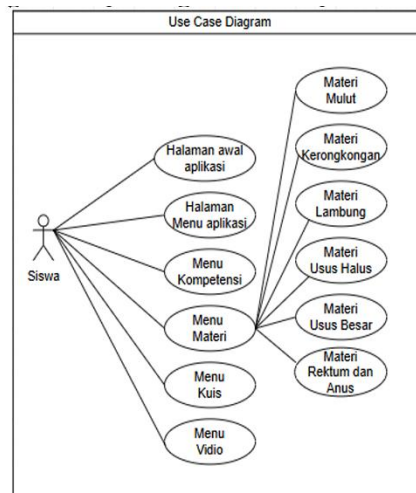 Use Case Diagram
Halaman awal
aplikasi
Halaman
Menu aplikasi
Siswa
Menu
Kompetensi
Menu
Materi
Menu
Kuis
Menu
Vidio
Materi
Mulut
Materi
Kerongkongan
Materi
Lambung
Materi
Usus Halus
Materi
Usus Besar
Materi
Rektum dan
Anus